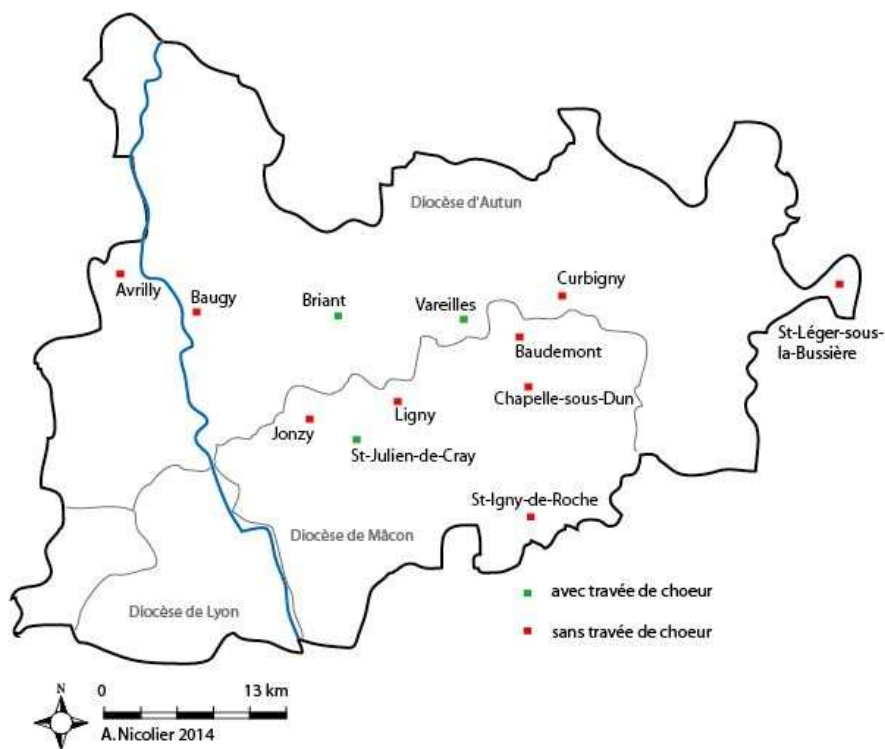 Diocèse d'Autun
Avrilly
Baugy
Briant
Vareilles
Curbigny
St-Léger-sous-
la-Bussière
Baudemont
Chapelle-sous-Dun
Ligny
Jonzy
St-Julien-de-Cray
St-Igny-de-Roche
Diocèse de Mâcon
Diocèse de Lyon
avec travée de choeur
sans travée de choeur
N
0 13 km
A. Nicolier 2014